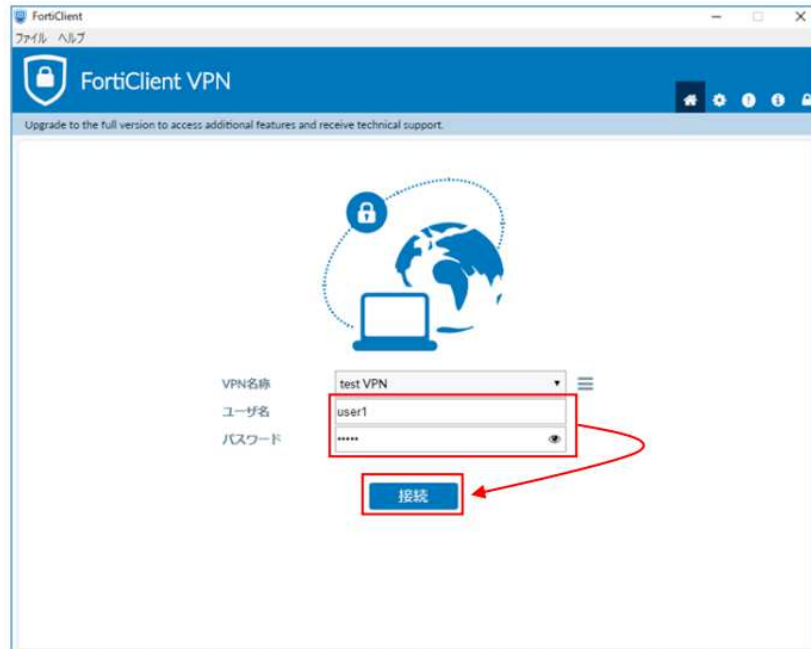 FortiClient
ファイル ヘルプ
FortiClient VPN
Upgrade to the full version to access additional features and receive technical support.
VPN名称 test VPN
ユーザ名 user1
パスワード •••••
接続